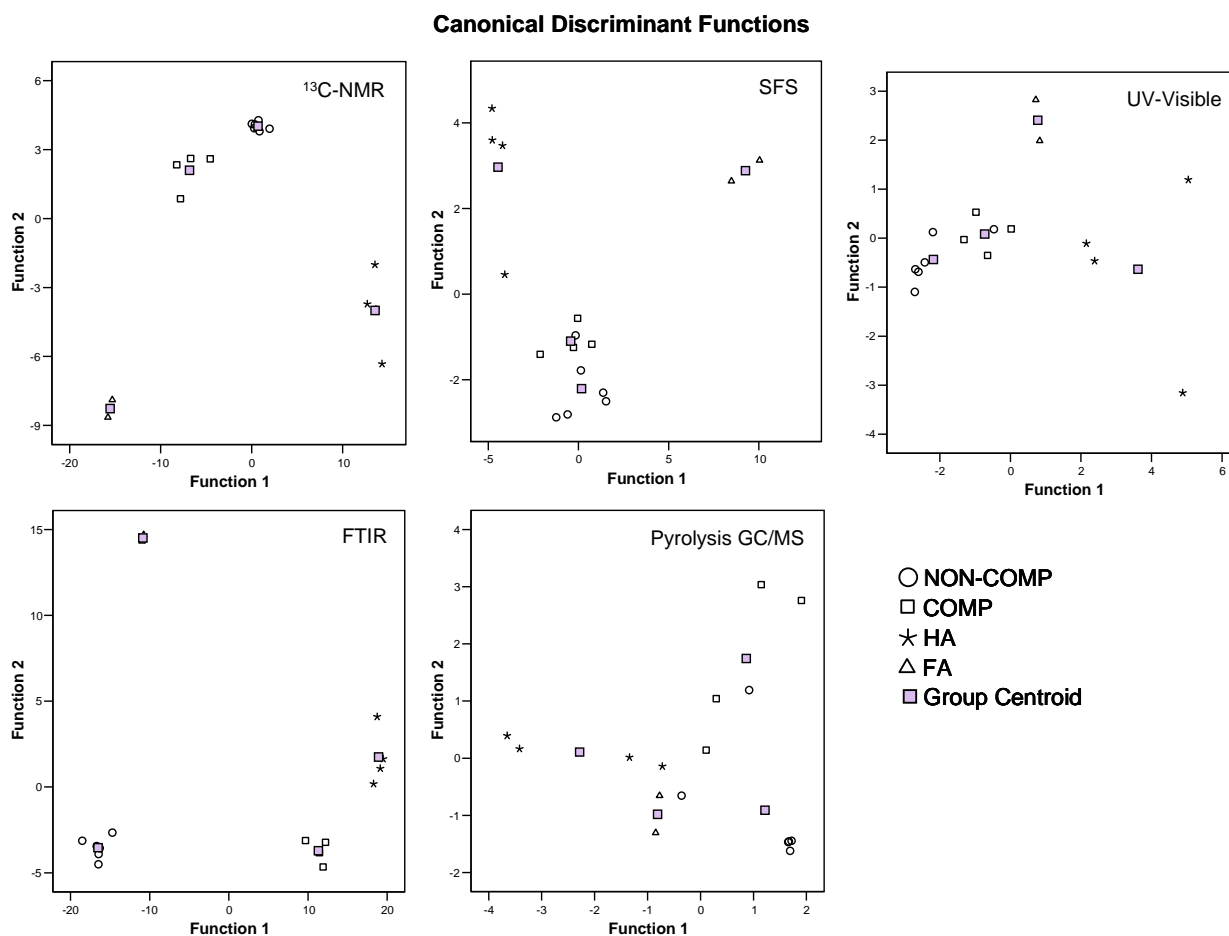 Canonical Discriminant Functions
¹³C-NMR
6
3
0
-3
-6
-9
Function 2
-20
-10
0
10
Function 1
SFS
4
2
0
-2
Function 2
-5
0
5
10
Function 1
UV-Visible
3
2
1
0
-1
-2
-3
-4
Function 2
-2
0
2
4
6
Function 1
FTIR
15
10
5
0
-5
Function 2
-20
-10
0
10
20
Function 1
Pyrolysis GC/MS
4
3
2
1
0
-1
-2
Function 2
-4
-3
-2
-1
0
1
2
Function 1
NON-COMP
COMP
HA
FA
Group Centroid